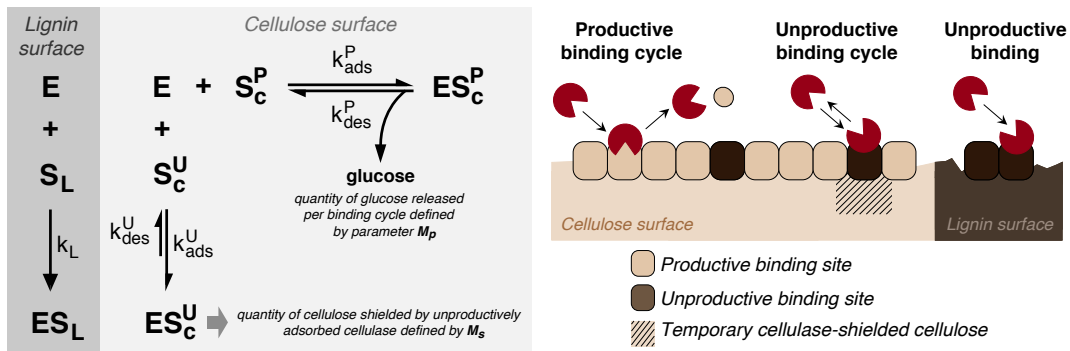 Lignin
surface
Cellulose surface
E
+
S_L
k_L
ES_L
E + S_c^P
k_ads^P
k_des^P
ES_c^P
+
S_c^U
k_des^U
k_ads^U
ES_c^U
glucose
quantity of glucose released
per binding cycle defined
by parameter M_p
quantity of cellulose shielded by unproductively
adsorbed cellulase defined by M_s
Productive
binding cycle
Unproductive
binding cycle
Unproductive
binding
Cellulose surface
Lignin surface
Productive binding site
Unproductive binding site
Temporary cellulase-shielded cellulose